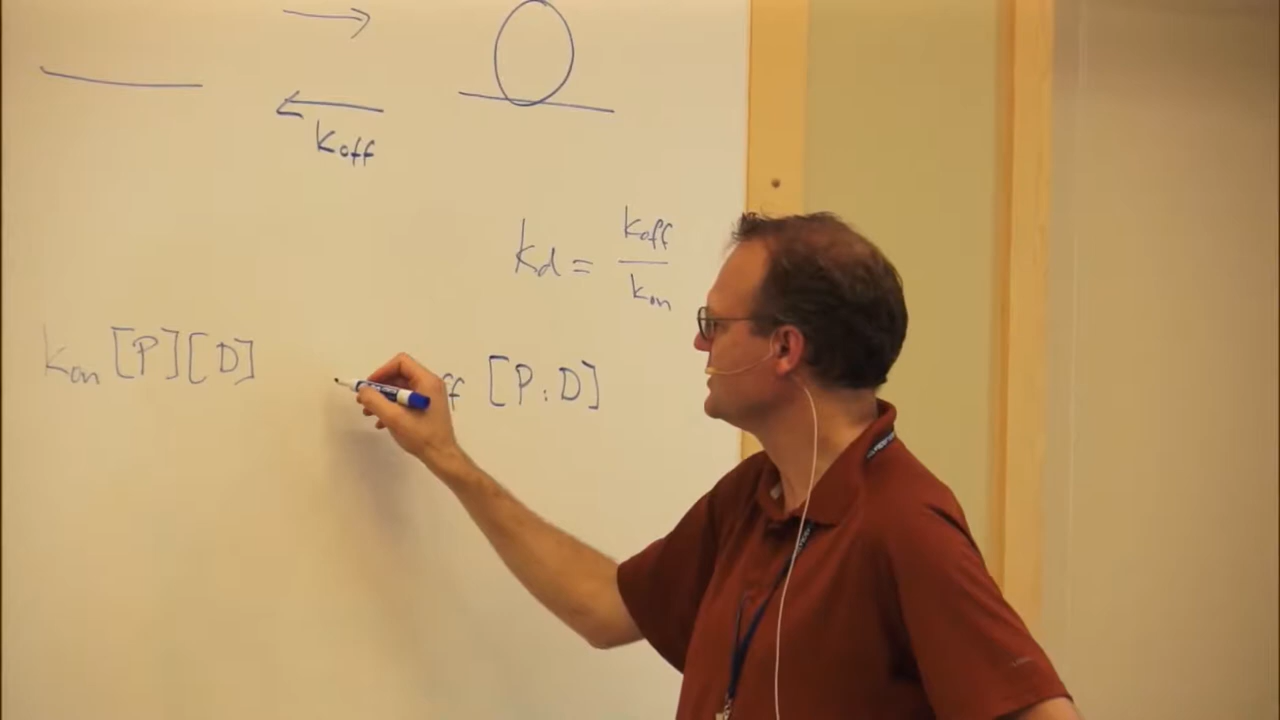 koff
kd = koff / kon
kon [P][D] ff [P:D]